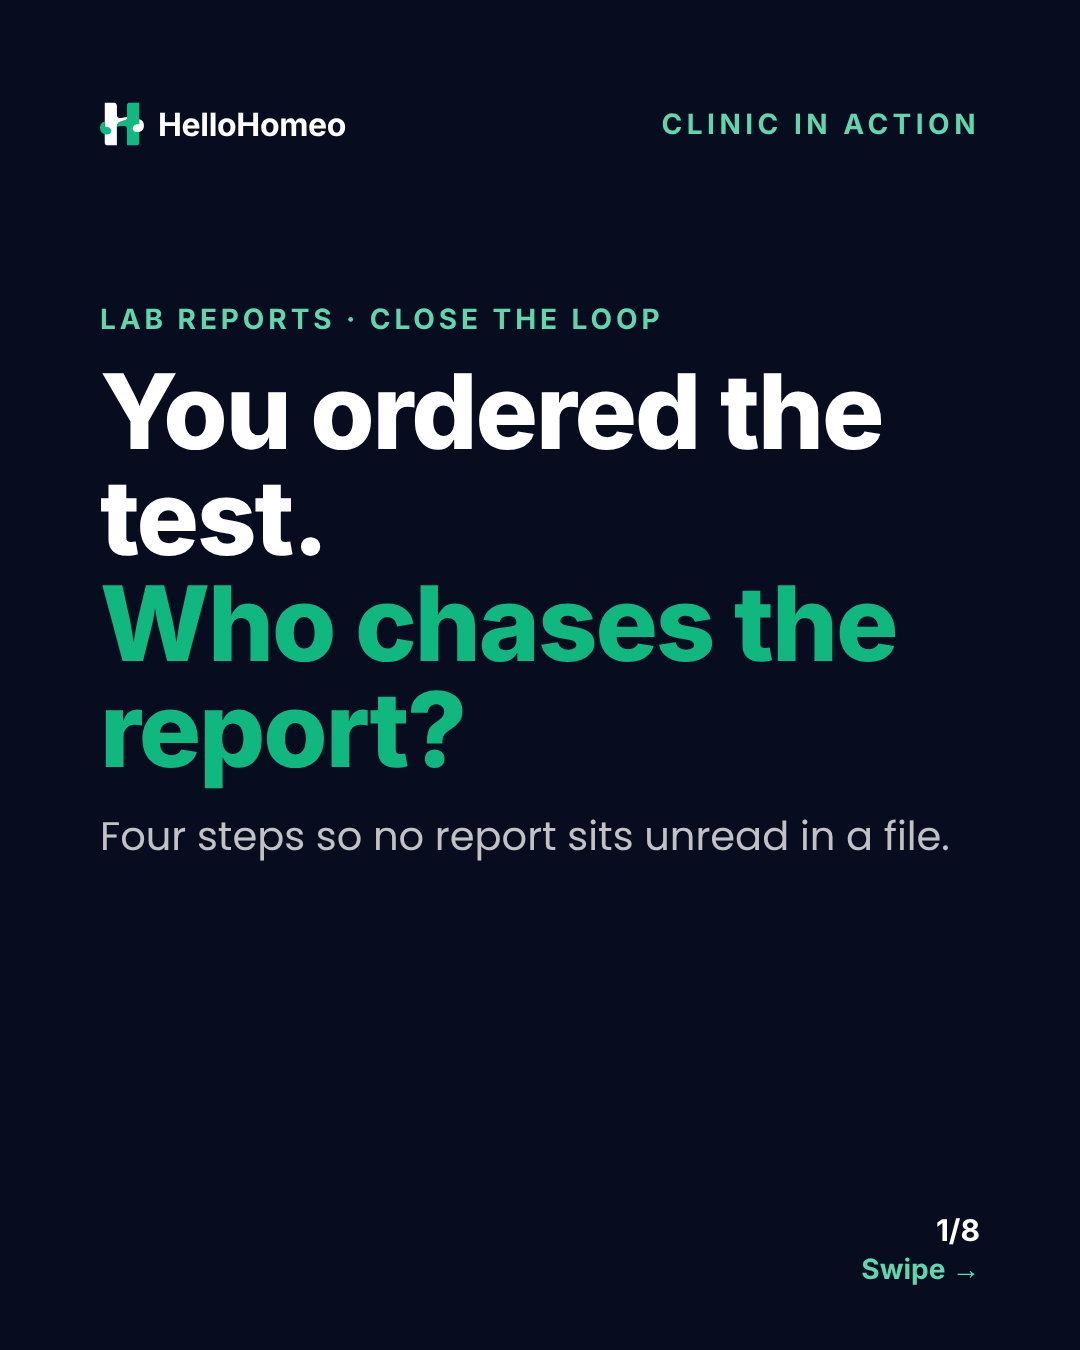 HelloHomeo
CLINIC IN ACTION
LAB REPORTS · CLOSE THE LOOP
You ordered the
test.
Who chases the
report?
Four steps so no report sits unread in a file.
1/8
Swipe →